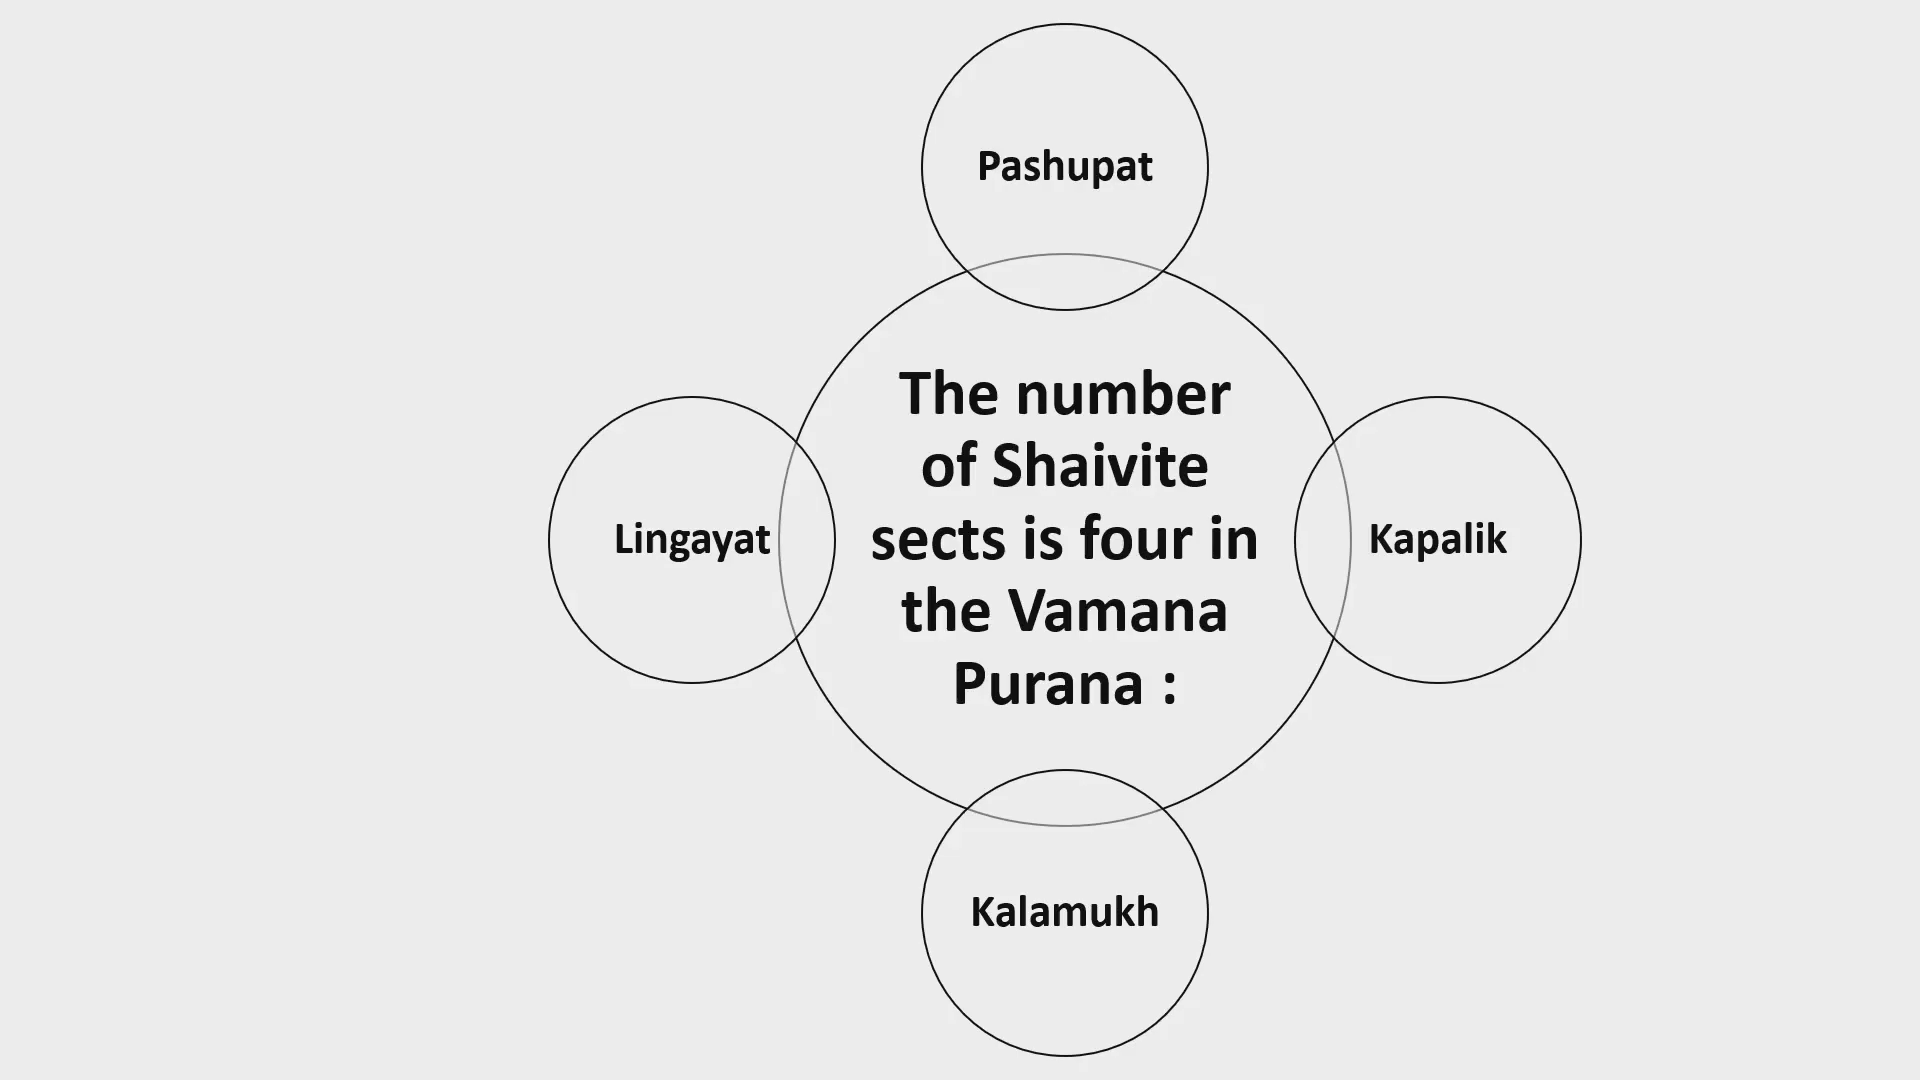 Pashupat
The number
of Shaivite
sects is four in
the Vamana
Purana :
Lingayat
Kapalik
Kalamukh